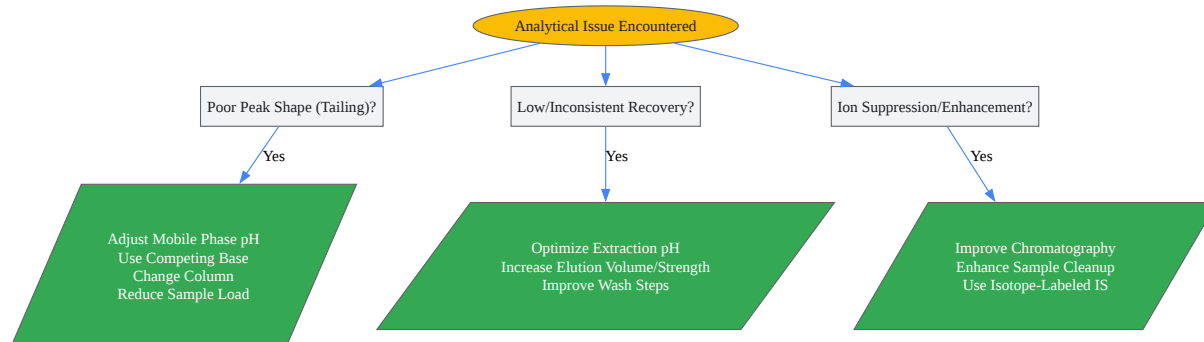 Analytical Issue Encountered
Poor Peak Shape (Tailing)?
Low/Inconsistent Recovery?
Ion Suppression/Enhancement?
Yes
Yes
Yes
Adjust Mobile Phase pH
Use Competing Base
Change Column
Reduce Sample Load
Optimize Extraction pH
Increase Elution Volume/Strength
Improve Wash Steps
Improve Chromatography
Enhance Sample Cleanup
Use Isotope-Labeled IS